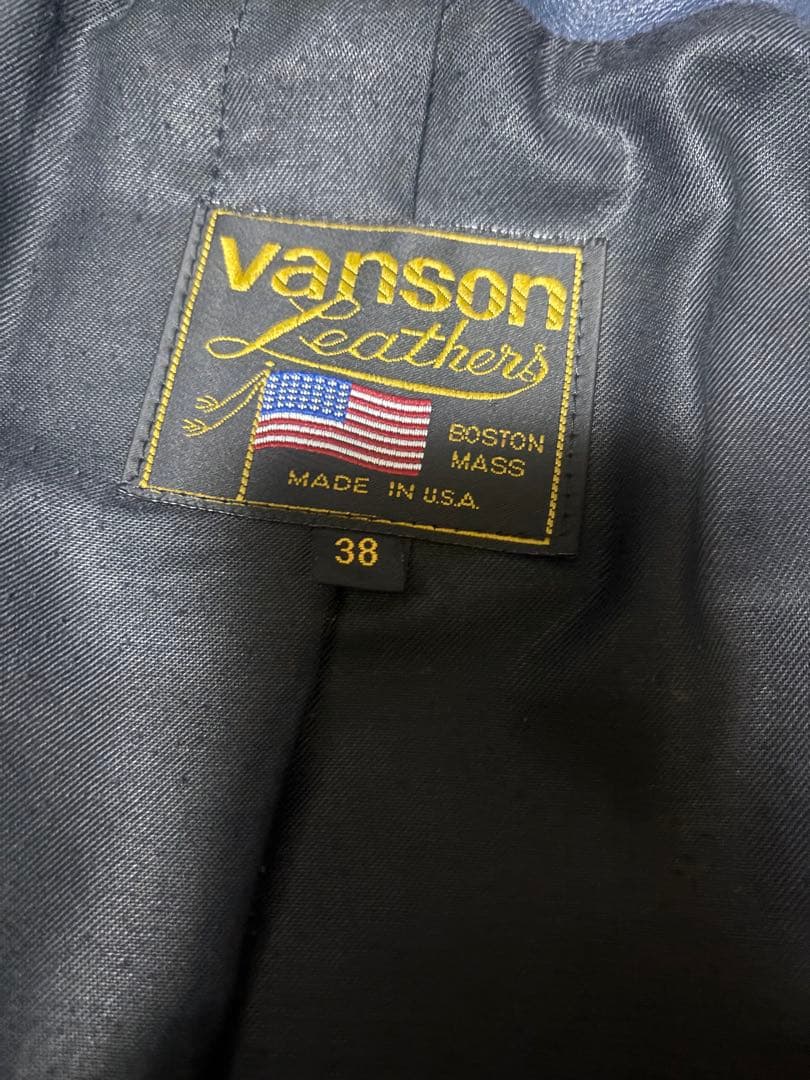 vanson
Leathers
BOSTON
MASS
MADE IN U.S.A.
38